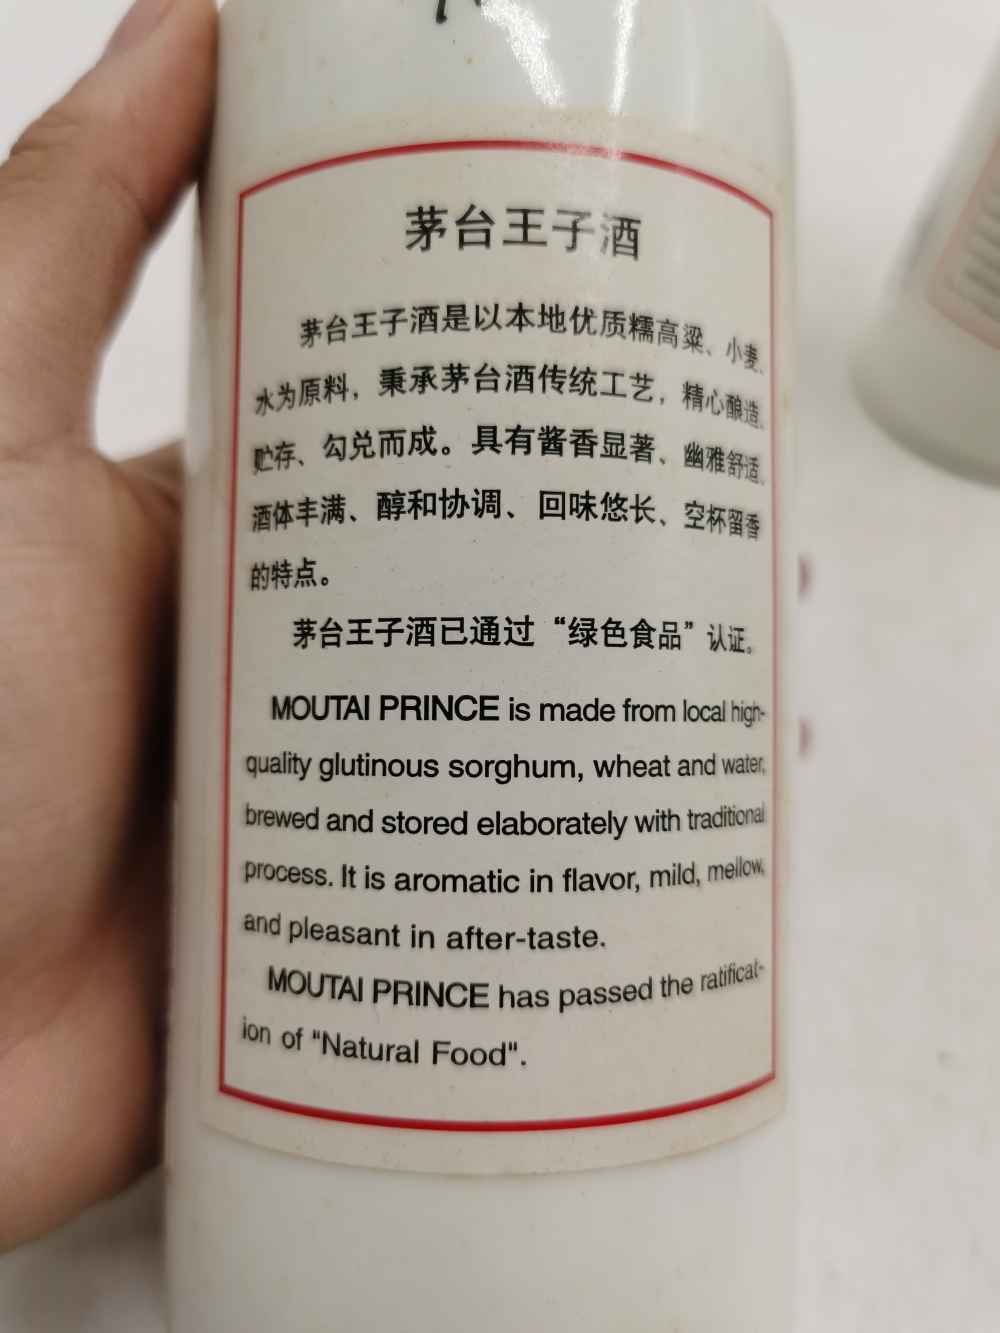 茅台王子酒
茅台王子酒是以本地优质糯高粱、小麦、
水为原料，秉承茅台酒传统工艺，精心酿造、
贮存、勾兑而成。具有酱香显著、幽雅舒适、
酒体丰满、醇和协调、回味悠长、空杯留香
的特点。
茅台王子酒已通过“绿色食品”认证。
MOUTAI PRINCE is made from local high-
quality glutinous sorghum, wheat and water,
brewed and stored elaborately with traditional
process. It is aromatic in flavor, mild, mellow,
and pleasant in after-taste.
MOUTAI PRINCE has passed the ratificat-
ion of "Natural Food".